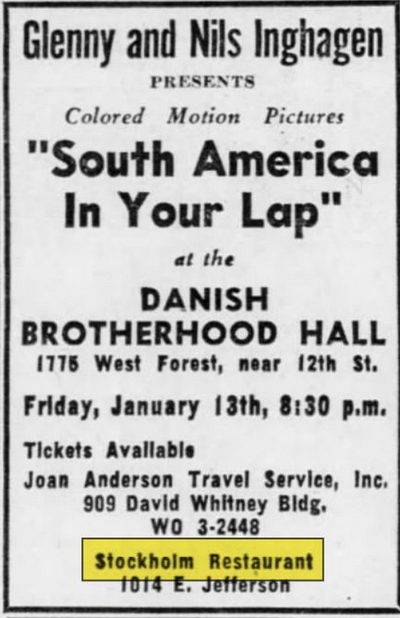 Glenny and Nils Inghagen
PRESENTS
Colored Motion Pictures
"South America
In Your Lap"
at the
DANISH
BROTHERHOOD HALL
1775 West Forest, near 12th St.
Friday, January 13th, 8:30 p.m.
Tickets Available
Joan Anderson Travel Service, Inc.
909 David Whitney Bldg.
WO 3-2448
Stockholm Restaurant
1014 E. Jefferson